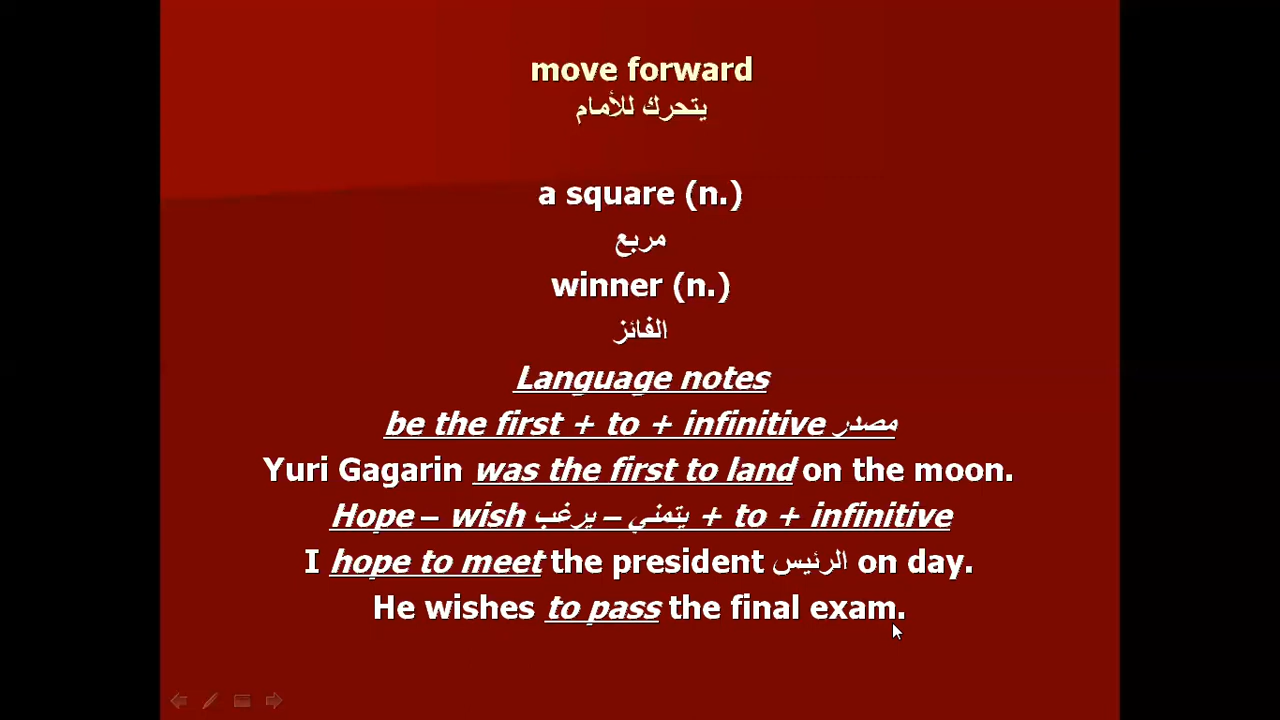 move forward
يتحرك للأمام
a square (n.)
مربع
winner (n.)
الفائز
Language notes
be the first + to + infinitive مصدر
Yuri Gagarin was the first to land on the moon.
Hope – wish يتمني – يرغب + to + infinitive
I hope to meet the president الرئيس on day.
He wishes to pass the final exam.